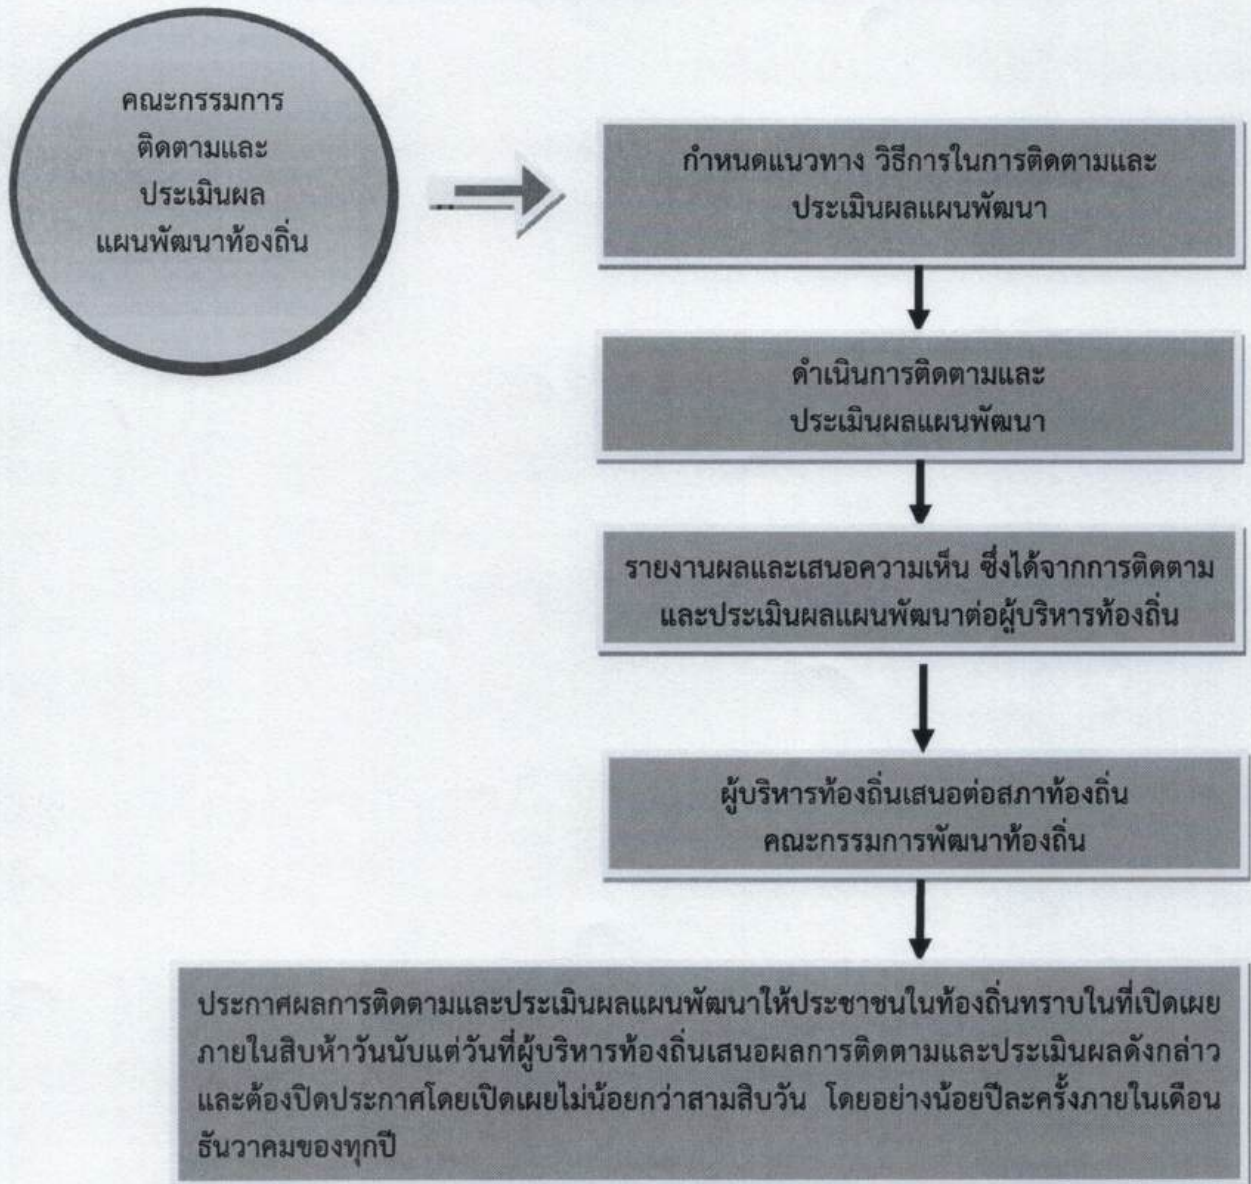 คณะกรรมการ
ติดตามและ
ประเมินผล
แผนพัฒนาท้องถิ่น
กำหนดแนวทาง วิธีการในการติดตามและ
ประเมินผลแผนพัฒนา
ดำเนินการติดตามและ
ประเมินผลแผนพัฒนา
รายงานผลและเสนอความเห็น ซึ่งได้จากการติดตาม
และประเมินผลแผนพัฒนาต่อผู้บริหารท้องถิ่น
ผู้บริหารท้องถิ่นเสนอต่อสภาท้องถิ่น
คณะกรรมการพัฒนาท้องถิ่น
ประกาศผลการติดตามและประเมินผลแผนพัฒนาให้ประชาชนในท้องถิ่นทราบในที่เปิดเผย
ภายในสิบห้าวันนับแต่วันที่ผู้บริหารท้องถิ่นเสนอผลการติดตามและประเมินผลดังกล่าว
และต้องปิดประกาศโดยเปิดเผยไม่น้อยกว่าสามสิบวัน โดยอย่างน้อยปีละครั้งภายในเดือน
ธันวาคมของทุกปี